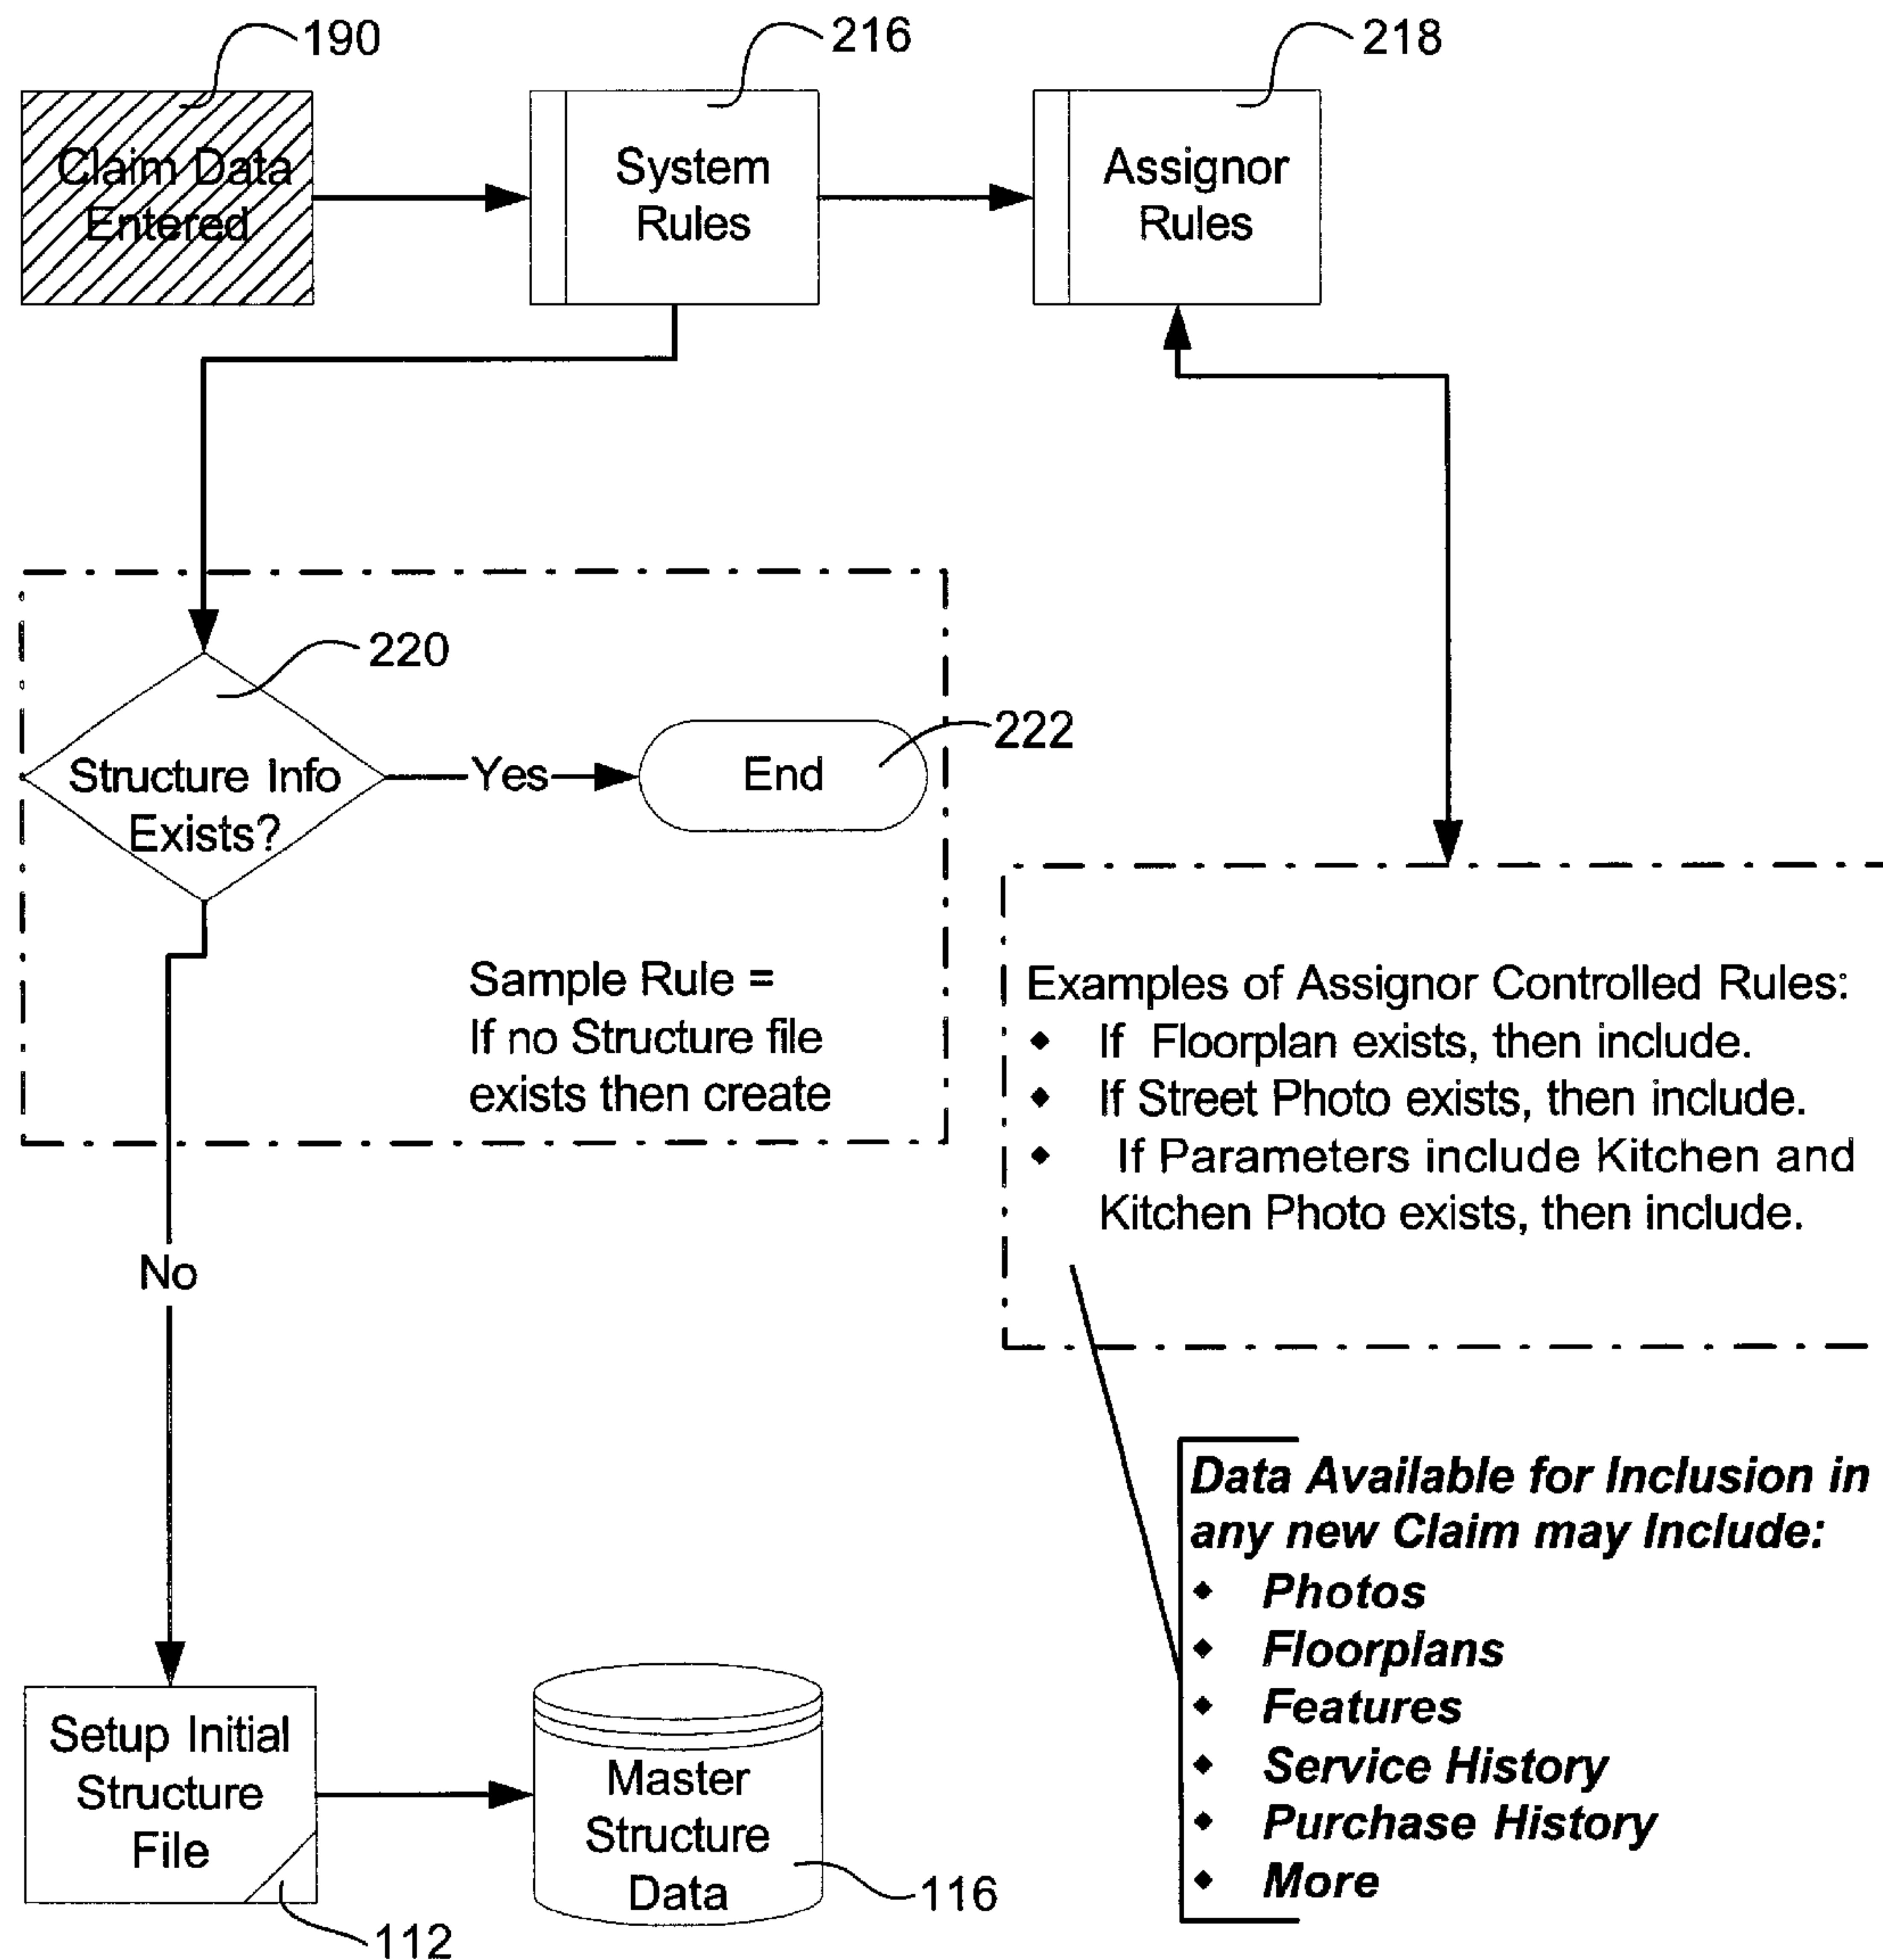 190
216
218
Claim Data
Entered
System
Rules
Assignor
Rules
220
Structure Info
Exists?
Yes
End
222
Sample Rule =
If no Structure file
exists then create
No
Examples of Assignor Controlled Rules:
◆ If Floorplan exists, then include.
◆ If Street Photo exists, then include.
◆ If Parameters include Kitchen and
Kitchen Photo exists, then include.
Data Available for Inclusion in
any new Claim may Include:
◆ Photos
◆ Floorplans
◆ Features
◆ Service History
◆ Purchase History
◆ More
Setup Initial
Structure
File
112
Master
Structure
Data
116